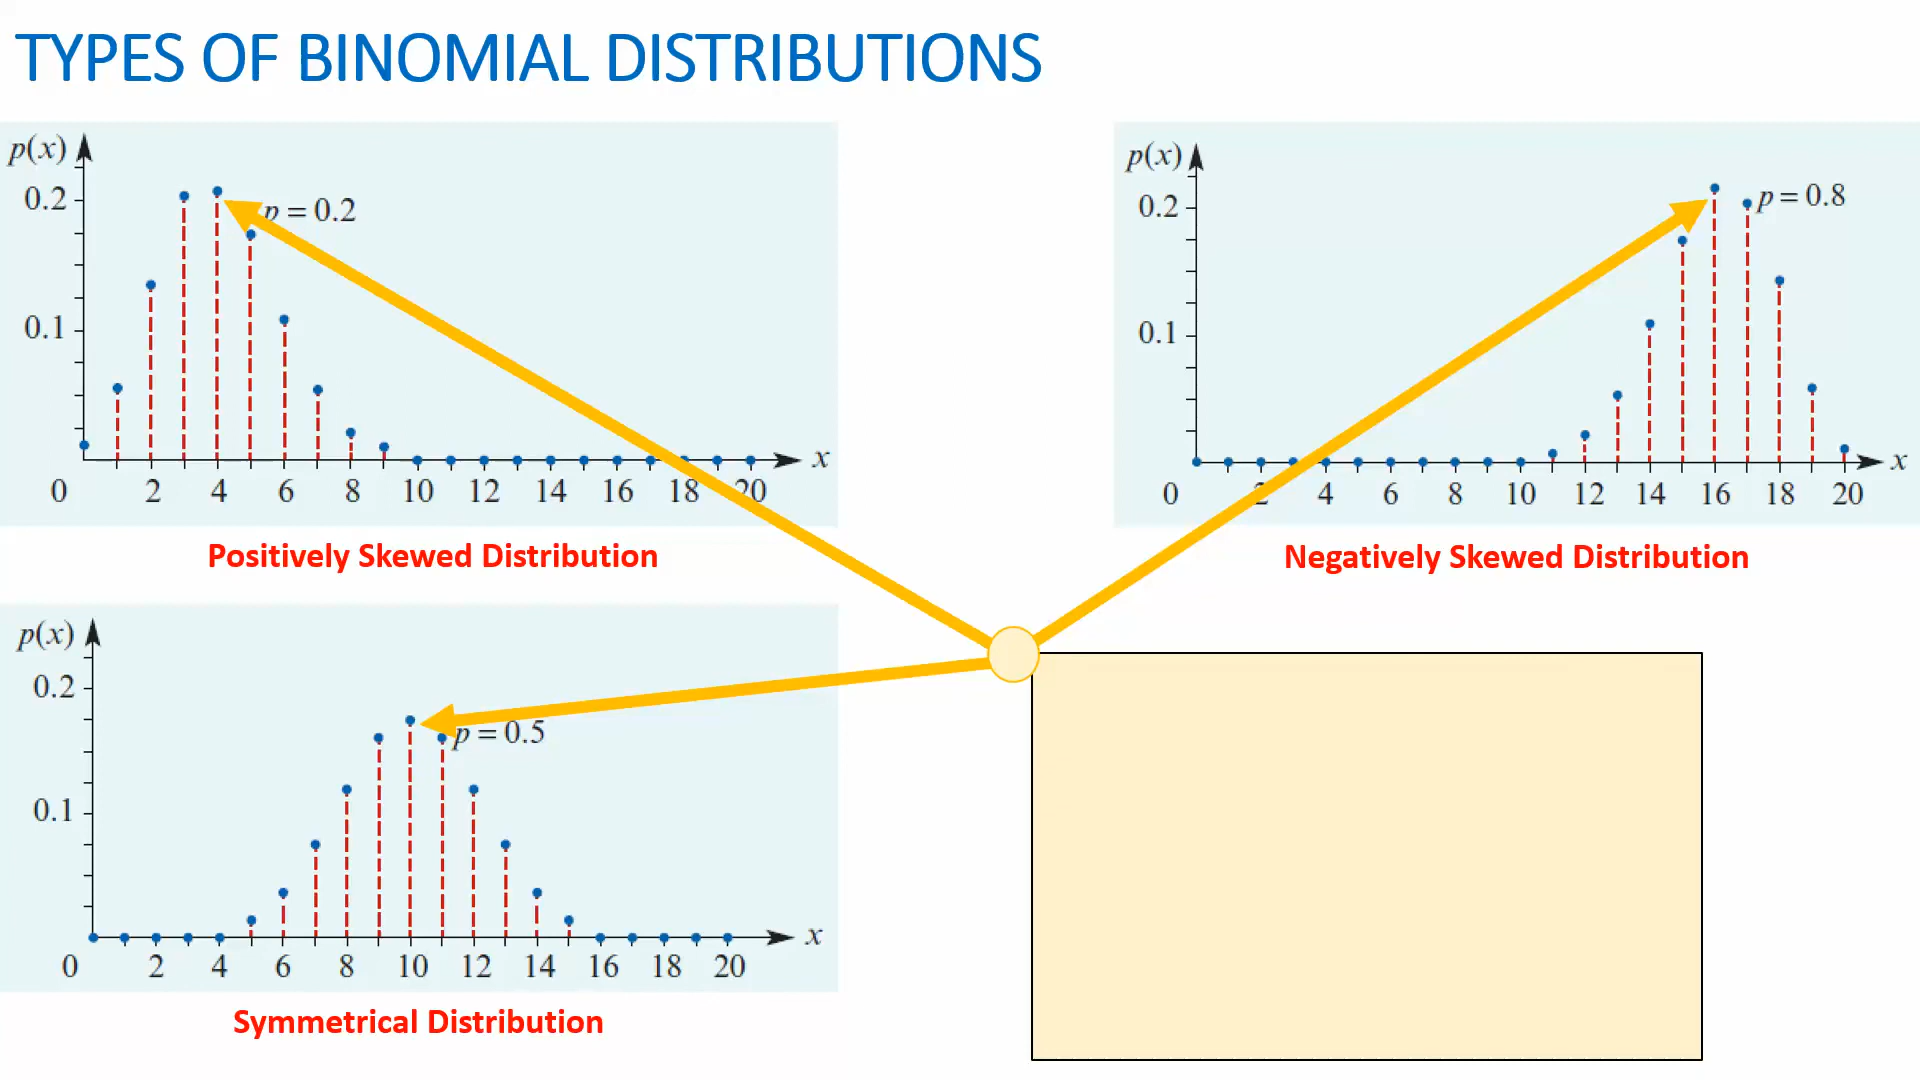 TYPES OF BINOMIAL DISTRIBUTIONS
p(x)
0.2
p = 0.2
0.1
x
0 2 4 6 8 10 12 14 16 18 20
Positively Skewed Distribution
p(x)
0.2
p = 0.8
0.1
x
0 2 4 6 8 10 12 14 16 18 20
Negatively Skewed Distribution
p(x)
0.2
p = 0.5
0.1
x
0 2 4 6 8 10 12 14 16 18 20
Symmetrical Distribution